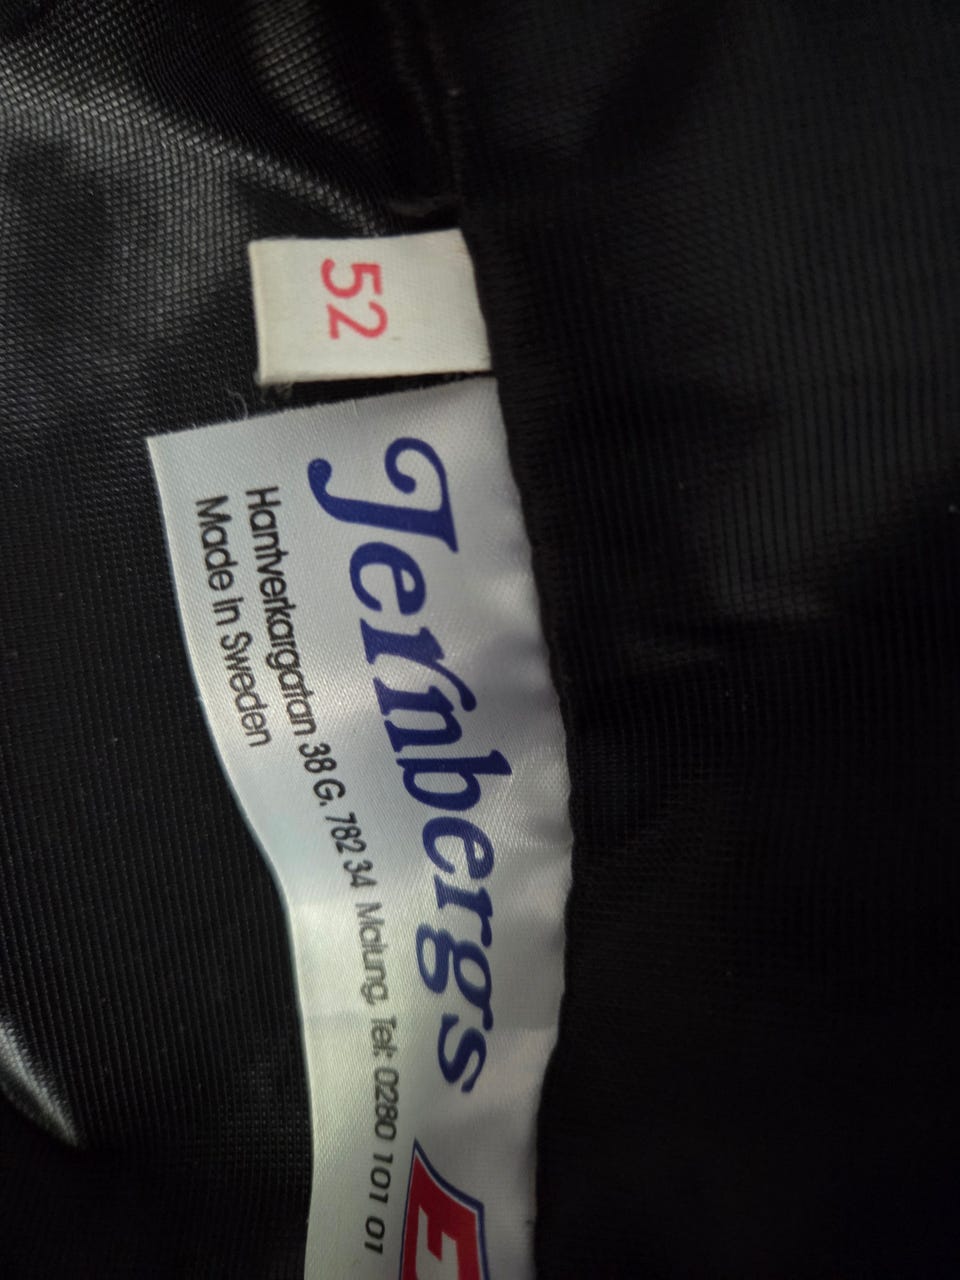 52
Jernbergs
Hantverkargatan 38 G. 782 34 Malung. Tel: 0280 101 01
Made in Sweden